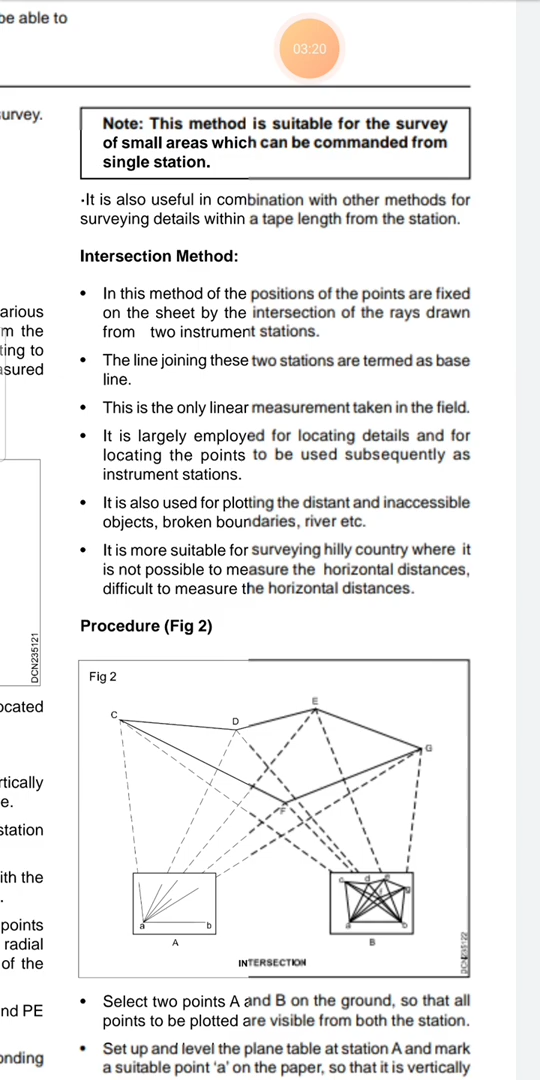 be able to
03:20
survey.
Note: This method is suitable for the survey
of small areas which can be commanded from
single station.
·It is also useful in combination with other methods for
surveying details within a tape length from the station.
Intersection Method:
• In this method of the positions of the points are fixed
on the sheet by the intersection of the rays drawn
from two instrument stations.
• The line joining these two stations are termed as base
line.
• This is the only linear measurement taken in the field.
• It is largely employed for locating details and for
locating the points to be used subsequently as
instrument stations.
• It is also used for plotting the distant and inaccessible
objects, broken boundaries, river etc.
• It is more suitable for surveying hilly country where it
is not possible to measure the horizontal distances,
difficult to measure the horizontal distances.
Procedure (Fig 2)
Fig 2
C
D
E
G
F
a
b
A
c
d
e
g
a
b
B
INTERSECTION
DCN235122
• Select two points A and B on the ground, so that all
points to be plotted are visible from both the station.
• Set up and level the plane table at station A and mark
a suitable point 'a' on the paper, so that it is vertically
arious
m the
ting to
asured
DCN235121
ocated
rtically
e.
station
ith the
.
points
radial
of the
nd PE
onding